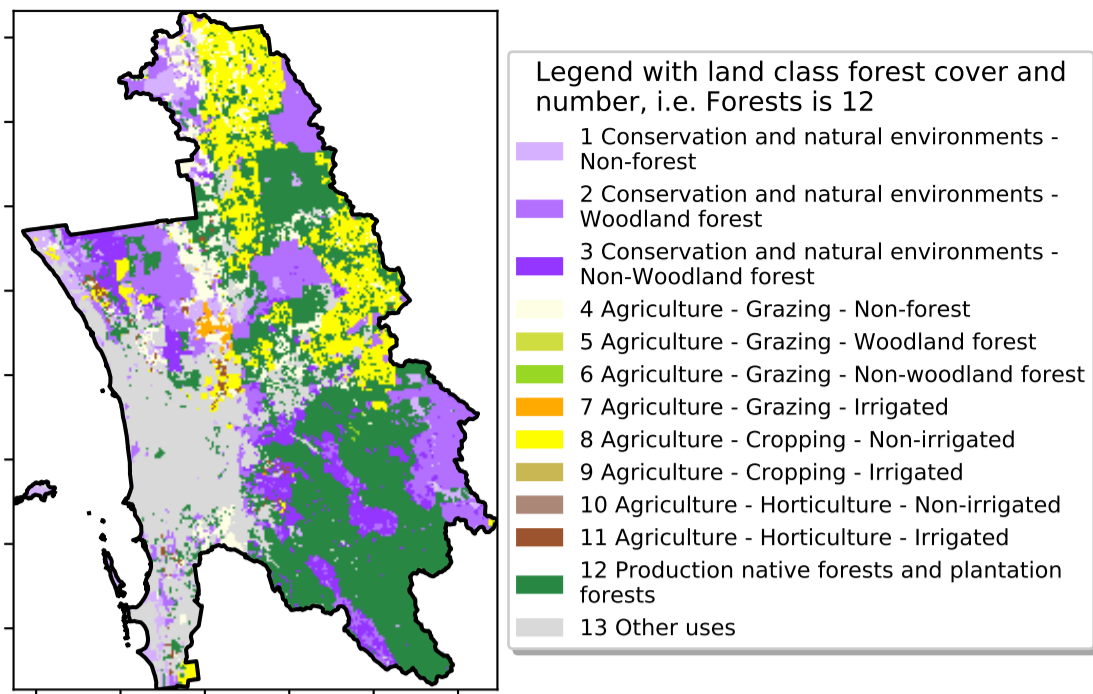 Legend with land class forest cover and
number, i.e. Forests is 12
1 Conservation and natural environments -
Non-forest
2 Conservation and natural environments -
Woodland forest
3 Conservation and natural environments -
Non-Woodland forest
4 Agriculture - Grazing - Non-forest
5 Agriculture - Grazing - Woodland forest
6 Agriculture - Grazing - Non-woodland forest
7 Agriculture - Grazing - Irrigated
8 Agriculture - Cropping - Non-irrigated
9 Agriculture - Cropping - Irrigated
10 Agriculture - Horticulture - Non-irrigated
11 Agriculture - Horticulture - Irrigated
12 Production native forests and plantation
forests
13 Other uses